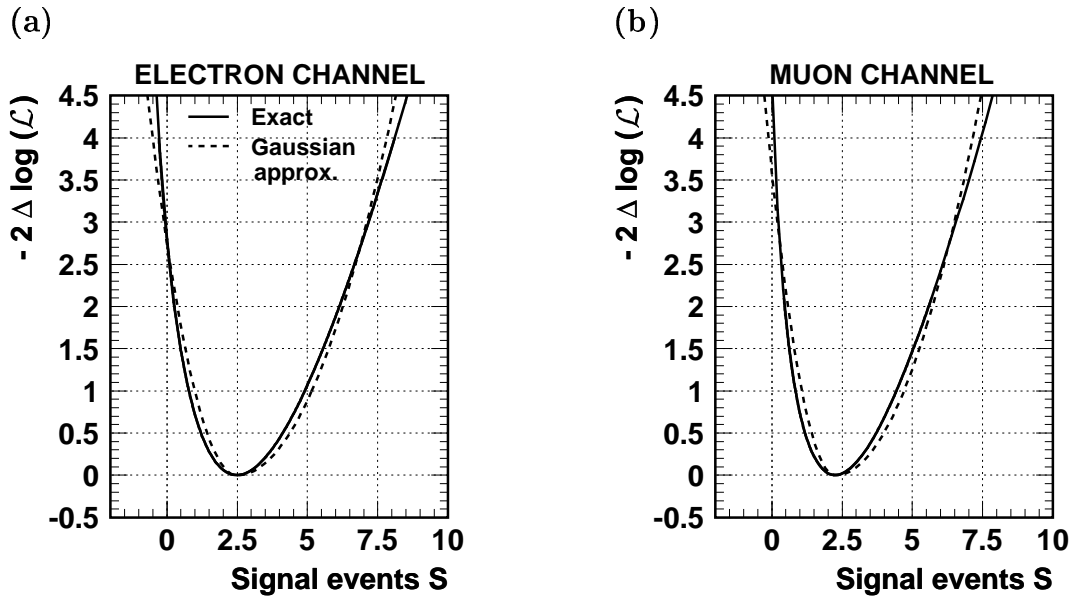 (a)
(b)
ELECTRON CHANNEL
MUON CHANNEL
- 2 Δ log (ℒ)
4.5
4
3.5
3
2.5
2
1.5
1
0.5
0
-0.5
Exact
Gaussian
approx.
0 2.5 5 7.5 10
Signal events S
- 2 Δ log (ℒ)
4.5
4
3.5
3
2.5
2
1.5
1
0.5
0
-0.5
0 2.5 5 7.5 10
Signal events S